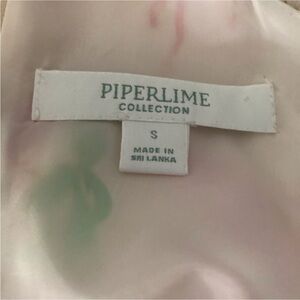 PIPERLIME
COLLECTION
S
MADE IN
SRI LANKA